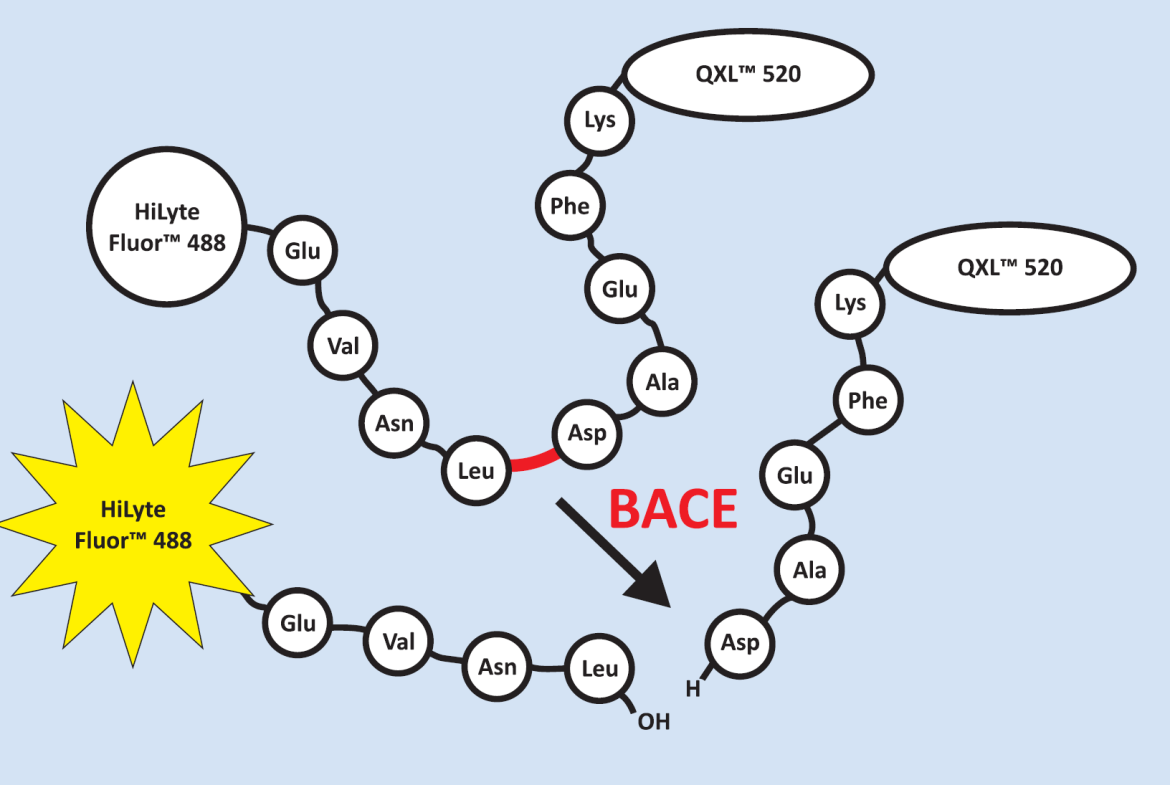 QXL™ 520
Lys
Phe
HiLyte
Fluor™ 488
Glu
Glu
Val
Ala
Asn
Asp
Leu
QXL™ 520
Lys
Phe
Glu
BACE
Ala
Asp
H
HiLyte
Fluor™ 488
Glu
Val
Asn
Leu
OH